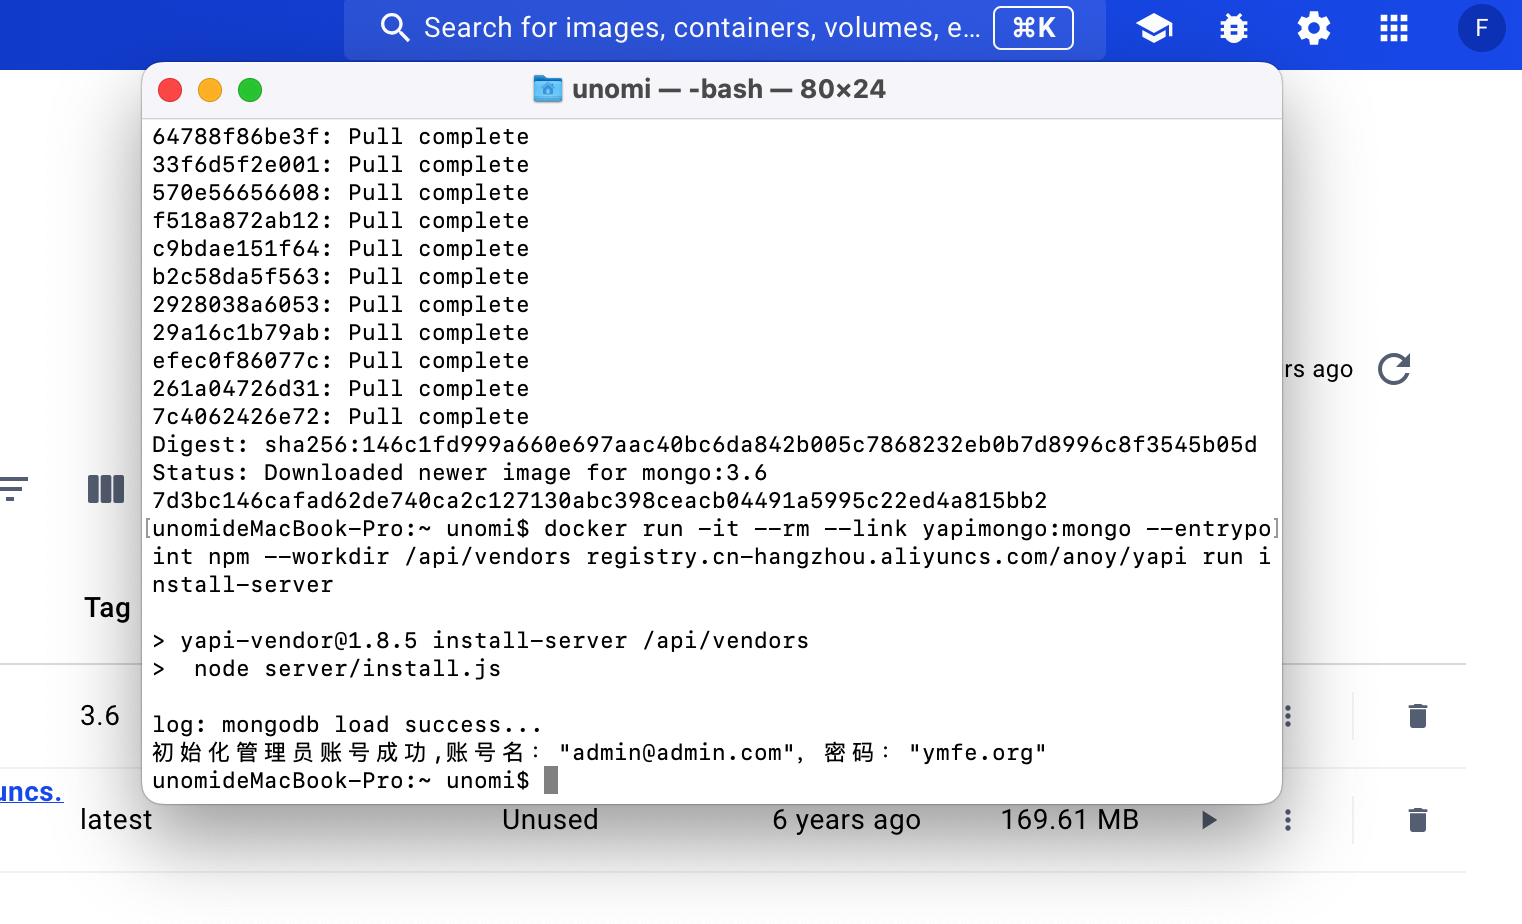 Search for images, containers, volumes, e... ⌘K
F
unomi — -bash — 80×24
64788f86be3f: Pull complete
33f6d5f2e001: Pull complete
570e56656608: Pull complete
f518a872ab12: Pull complete
c9bdae151f64: Pull complete
b2c58da5f563: Pull complete
2928038a6053: Pull complete
29a16c1b79ab: Pull complete
efec0f86077c: Pull complete
261a04726d31: Pull complete
7c4062426e72: Pull complete
Digest: sha256:146c1fd999a660e697aac40bc6da842b005c7868232eb0b7d8996c8f3545b05d
Status: Downloaded newer image for mongo:3.6
7d3bc146cafad62de740ca2c127130abc398ceacb04491a5995c22ed4a815bb2
[unomideMacBook-Pro:~ unomi$ docker run -it --rm --link yapimongo:mongo --entrypo]
int npm --workdir /api/vendors registry.cn-hangzhou.aliyuncs.com/anoy/yapi run i
nstall-server
> yapi-vendor@1.8.5 install-server /api/vendors
>  node server/install.js
log: mongodb load success...
初始化管理员账号成功,账号名："admin@admin.com"，密码："ymfe.org"
unomideMacBook-Pro:~ unomi$
rs ago
Tag
3.6
uncs.
latest Unused 6 years ago 169.61 MB